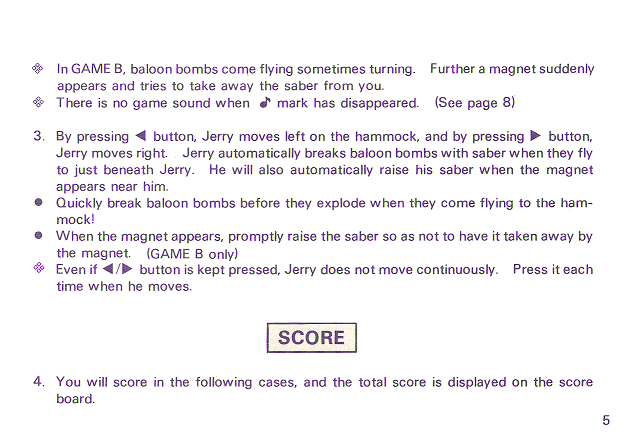 ❖ In GAME B, baloon bombs come flying sometimes turning. Further a magnet suddenly
appears and tries to take away the saber from you.
❖ There is no game sound when ♪ mark has disappeared. (See page 8)
3. By pressing ◀ button, Jerry moves left on the hammock, and by pressing ▶ button,
Jerry moves right. Jerry automatically breaks baloon bombs with saber when they fly
to just beneath Jerry. He will also automatically raise his saber when the magnet
appears near him.
● Quickly break baloon bombs before they explode when they come flying to the ham-
mock!
● When the magnet appears, promptly raise the saber so as not to have it taken away by
the magnet. (GAME B only)
❖ Even if ◀/▶ button is kept pressed, Jerry does not move continuously. Press it each
time when he moves.
SCORE
4. You will score in the following cases, and the total score is displayed on the score
board.
5